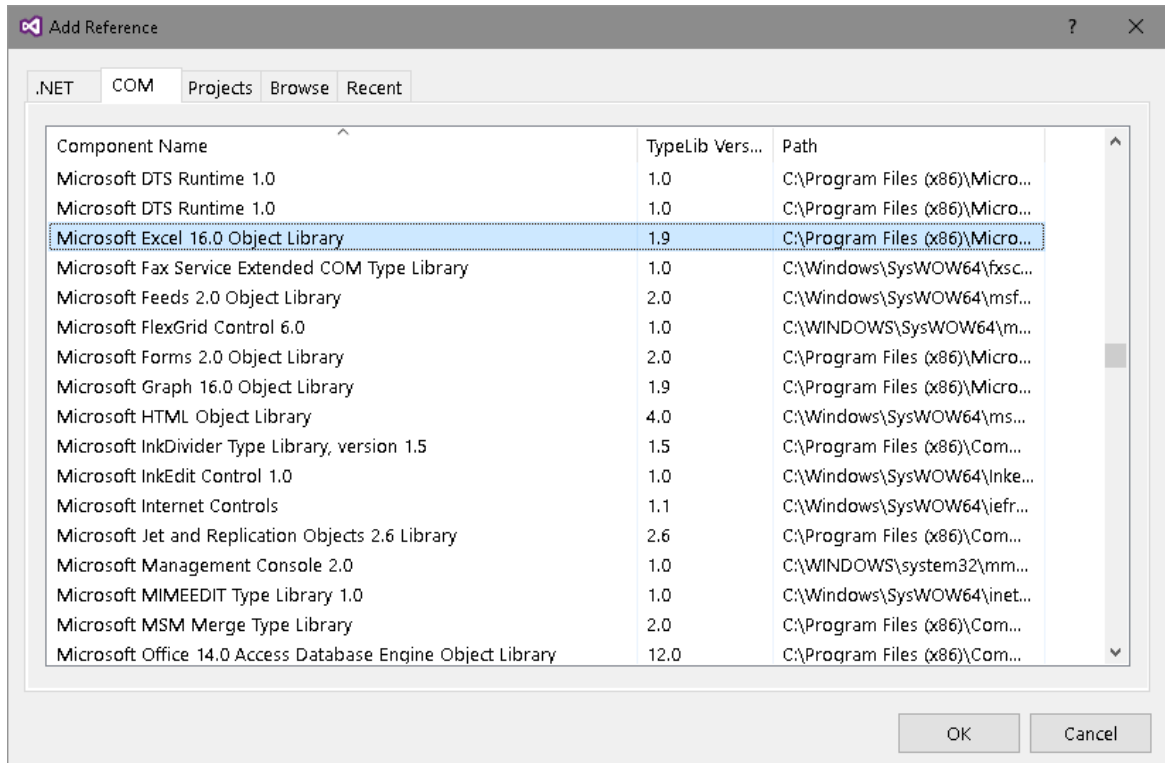 Add Reference ?
.NET COM Projects Browse Recent
Component Name TypeLib Vers... Path
Microsoft DTS Runtime 1.0 1.0 C:\Program Files (x86)\Micro...
Microsoft DTS Runtime 1.0 1.0 C:\Program Files (x86)\Micro...
Microsoft Excel 16.0 Object Library 1.9 C:\Program Files (x86)\Micro...
Microsoft Fax Service Extended COM Type Library 1.0 C:\Windows\SysWOW64\fxsc...
Microsoft Feeds 2.0 Object Library 2.0 C:\Windows\SysWOW64\msf...
Microsoft FlexGrid Control 6.0 1.0 C:\WINDOWS\SysWOW64\m...
Microsoft Forms 2.0 Object Library 2.0 C:\Program Files (x86)\Micro...
Microsoft Graph 16.0 Object Library 1.9 C:\Program Files (x86)\Micro...
Microsoft HTML Object Library 4.0 C:\Windows\SysWOW64\ms...
Microsoft InkDivider Type Library, version 1.5 1.5 C:\Program Files (x86)\Com...
Microsoft InkEdit Control 1.0 1.0 C:\Windows\SysWOW64\Inke...
Microsoft Internet Controls 1.1 C:\Windows\SysWOW64\iefr...
Microsoft Jet and Replication Objects 2.6 Library 2.6 C:\Program Files (x86)\Com...
Microsoft Management Console 2.0 1.0 C:\WINDOWS\system32\mm...
Microsoft MIMEEDIT Type Library 1.0 1.0 C:\Windows\SysWOW64\inet...
Microsoft MSM Merge Type Library 2.0 C:\Program Files (x86)\Com...
Microsoft Office 14.0 Access Database Engine Object Library 12.0 C:\Program Files (x86)\Com...
OK Cancel